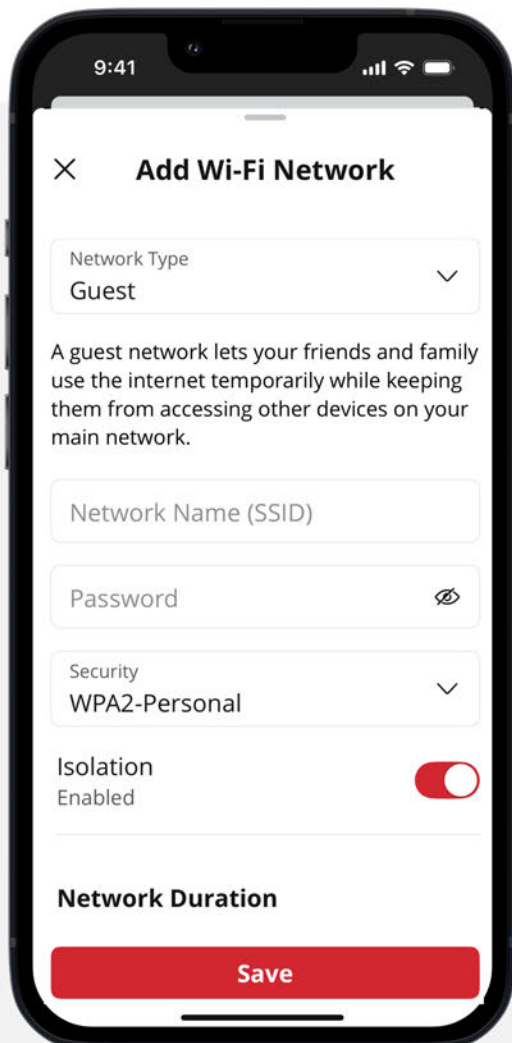 9:41
Add Wi-Fi Network
Network Type
Guest
A guest network lets your friends and family
use the internet temporarily while keeping
them from accessing other devices on your
main network.
Network Name (SSID)
Password
Security
WPA2-Personal
Isolation
Enabled
Network Duration
Save